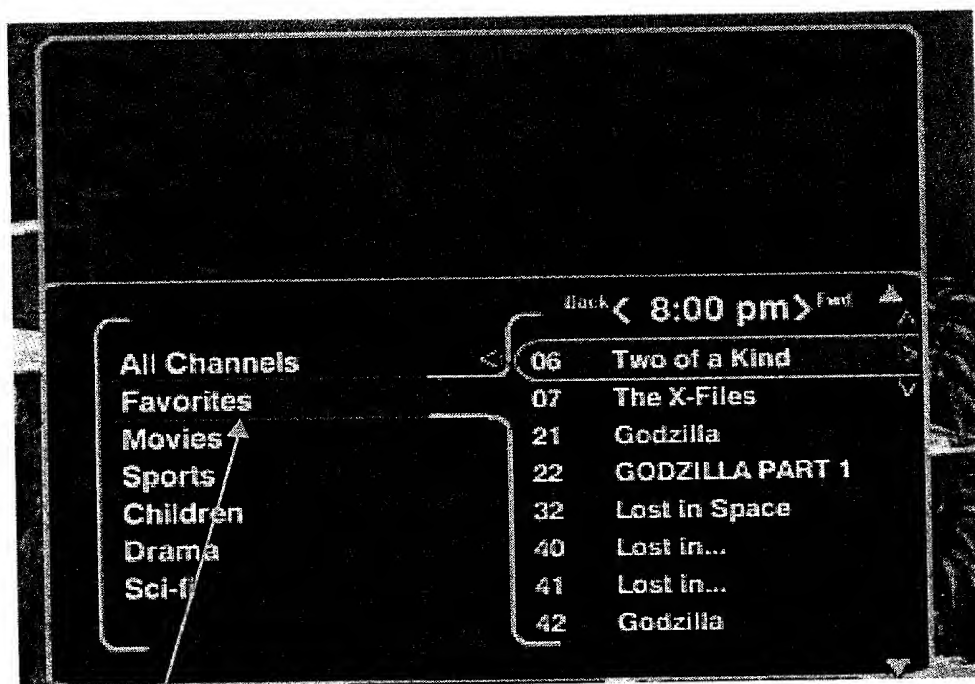 Back < 8:00 pm > Fwd
All Channels
Favorites
Movies
Sports
Children
Drama
Sci-fi
06 Two of a Kind
07 The X-Files
21 Godzilla
22 GODZILLA PART 1
32 Lost in Space
40 Lost in...
41 Lost in...
42 Godzilla